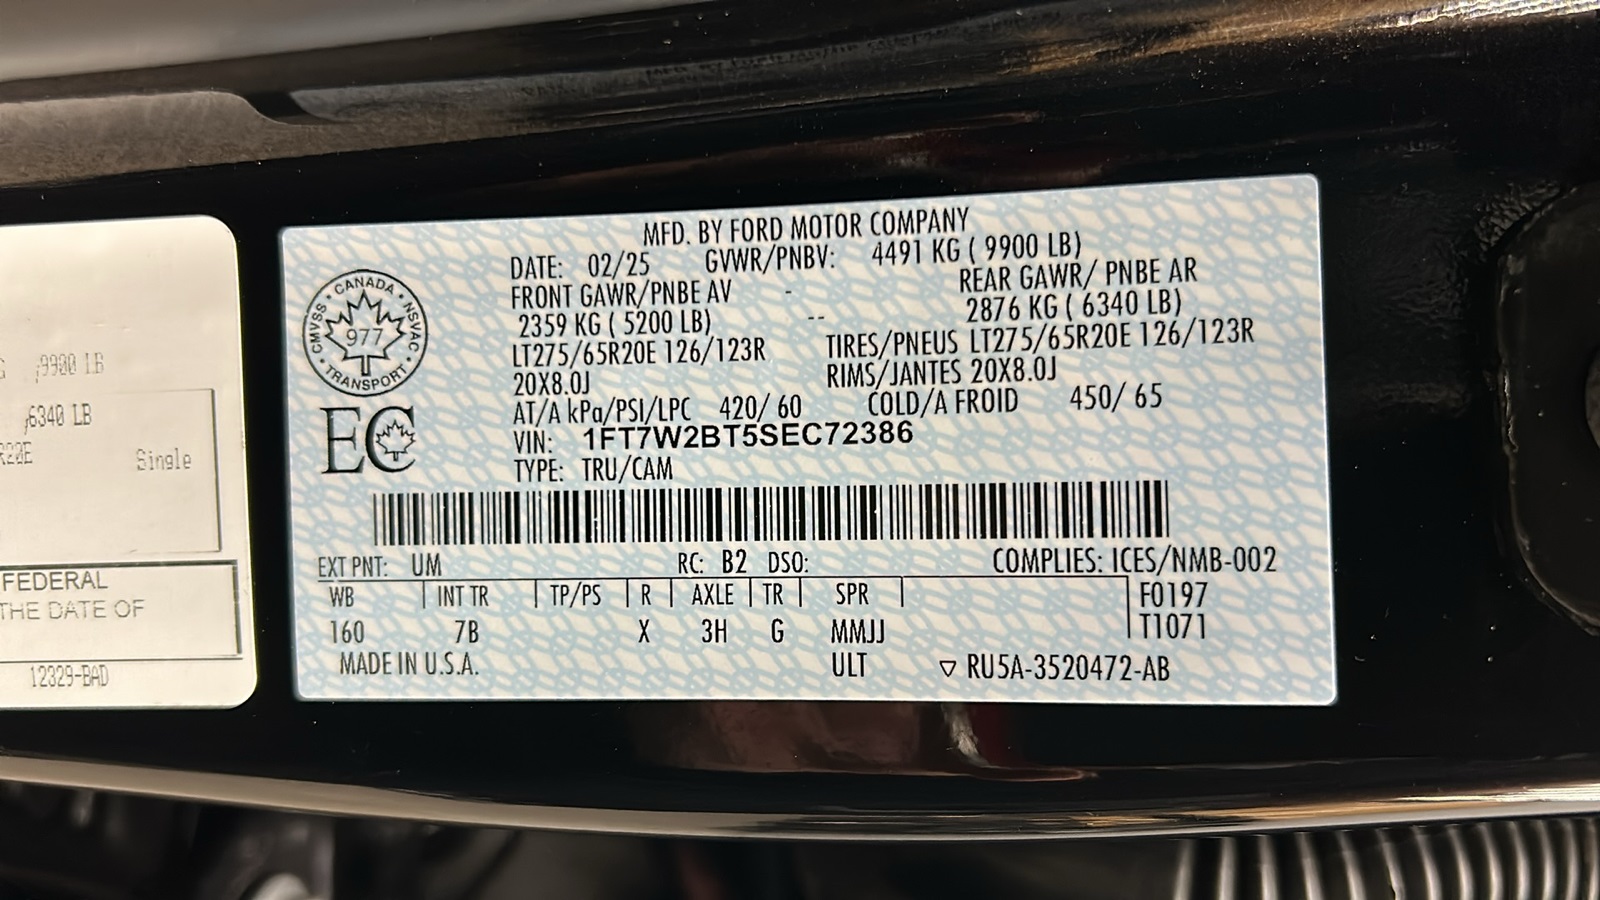 MFD. BY FORD MOTOR COMPANY
DATE: 02/25 GVWR/PNBV: 4491 KG ( 9900 LB)
FRONT GAWR/PNBE AV - REAR GAWR/ PNBE AR
2359 KG ( 5200 LB) -- 2876 KG ( 6340 LB)
LT275/65R20E 126/123R TIRES/PNEUS LT275/65R20E 126/123R
20X8.0J RIMS/JANTES 20X8.0J
AT/A kPa/PSI/LPC 420/ 60 COLD/A FROID 450/ 65
VIN: 1FT7W2BT5SEC72386
TYPE: TRU/CAM
CANADA
CMVSS NSVAC
977
TRANSPORT
EC
EXT PNT: UM RC: B2 DSO: COMPLIES: ICES/NMB-002
WB INT TR TP/PS R AXLE TR SPR F0197
160 7B X 3H G MMJJ T1071
MADE IN U.S.A. ULT RU5A-3520472-AB
9900 LB
6340 LB
Single
FEDERAL
THE DATE OF
12329-BAD